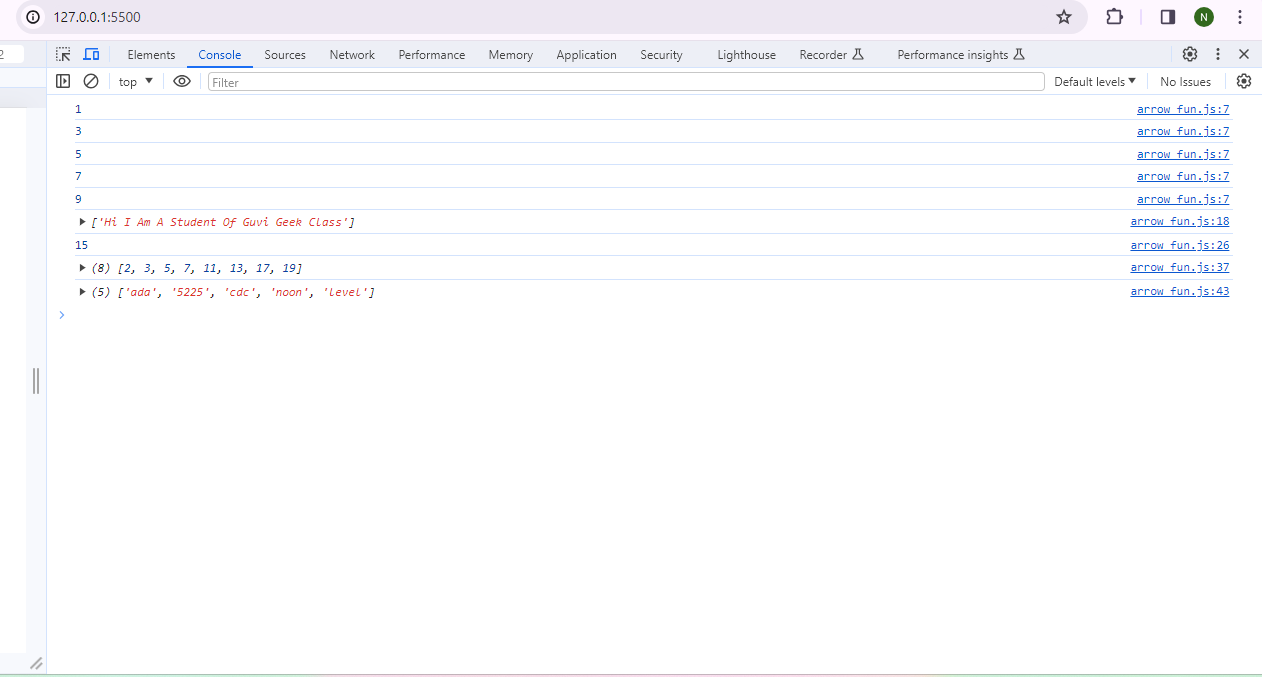 127.0.0.1:5500 N
2 Elements Console Sources Network Performance Memory Application Security Lighthouse Recorder Performance insights
top Filter Default levels No Issues
1 arrow fun.js:7
3 arrow fun.js:7
5 arrow fun.js:7
7 arrow fun.js:7
9 arrow fun.js:7
['Hi I Am A Student Of Guvi Geek Class'] arrow fun.js:18
15 arrow fun.js:26
(8) [2, 3, 5, 7, 11, 13, 17, 19] arrow fun.js:37
(5) ['ada', '5225', 'cdc', 'noon', 'level'] arrow fun.js:43